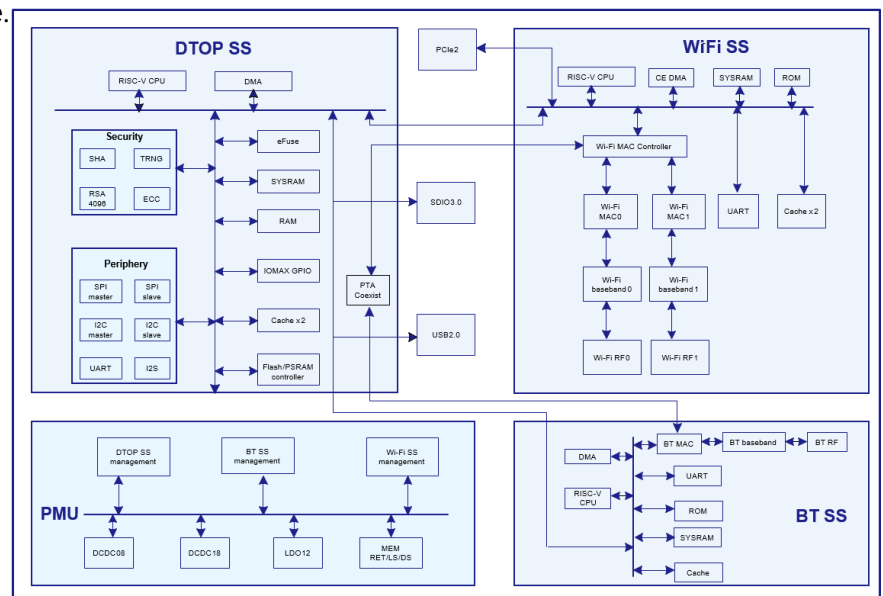 e.
DTOP SS
RISC-V CPU
DMA
Security
SHA
TRNG
RSA
4096
ECC
Periphery
SPI
master
SPI
slave
I2C
master
I2C
slave
UART
I2S
eFuse
SYSRAM
RAM
IOMAX GPIO
Cache x2
Flash/PSRAM
controller
PTA
Coexist
PCIe2
SDIO3.0
USB2.0
WiFi SS
RISC-V CPU
CE DMA
SYSRAM
ROM
Wi-Fi MAC Controller
Wi-Fi
MAC0
Wi-Fi
MAC1
UART
Cache x2
Wi-Fi
baseband 0
Wi-Fi
baseband 1
Wi-Fi RF0
Wi-Fi RF1
PMU
DTOP SS
management
BT SS
management
Wi-Fi SS
management
DCDC08
DCDC18
LDO12
MEM
RET/LS/DS
BT SS
BT MAC
BT baseband
BT RF
DMA
UART
RISC-V
CPU
ROM
SYSRAM
Cache